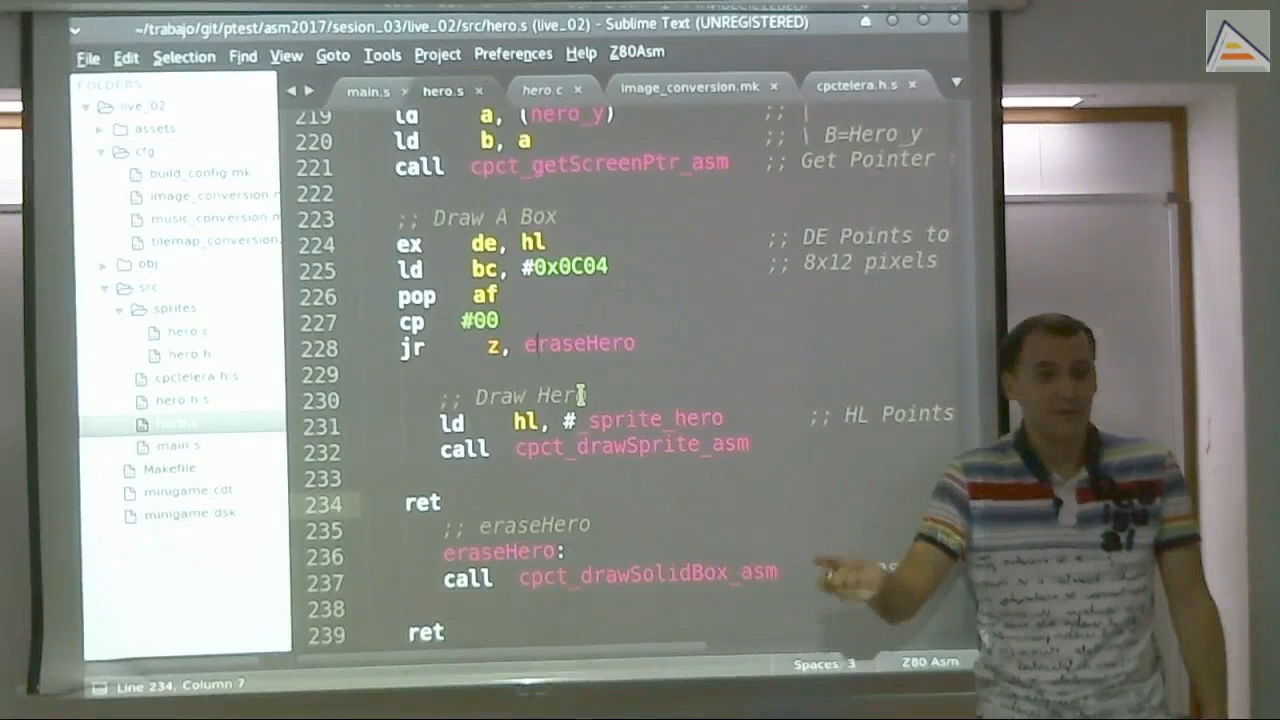 ~/trabajo/git/ptest/asm2017/sesion_03/live_02/src/hero.s (live_02) - Sublime Text (UNREGISTERED)
File Edit Selection Find View Goto Tools Project Preferences Help Z80Asm
FOLDERS
live_02
assets
cfg
build_config.mk
image_conversion.m
music_conversion.m
tilemap_conversion.
obj
src
sprites
hero.c
hero.h
cpctelera.h.s
hero.h.s
hero.s
main.s
Makefile
minigame.cdt
minigame.dsk
main.s × hero.s × hero.c × image_conversion.mk × cpctelera.h.s ×
219 ld a, (hero_y) ;; |
220 ld b, a ;; \ B=Hero_y
221 call cpct_getScreenPtr_asm ;; Get Pointer
222
223 ;; Draw A Box
224 ex de, hl ;; DE Points to
225 ld bc, #0x0C04 ;; 8x12 pixels
226 pop af
227 cp #00
228 jr z, eraseHero
229
230 ;; Draw Hero
231 ld hl, #_sprite_hero ;; HL Points
232 call cpct_drawSprite_asm
233
234 ret
235 ;; eraseHero
236 eraseHero:
237 call cpct_drawSolidBox_asm
238
239 ret
Line 234, Column 7 Spaces: 3 Z80 Asm